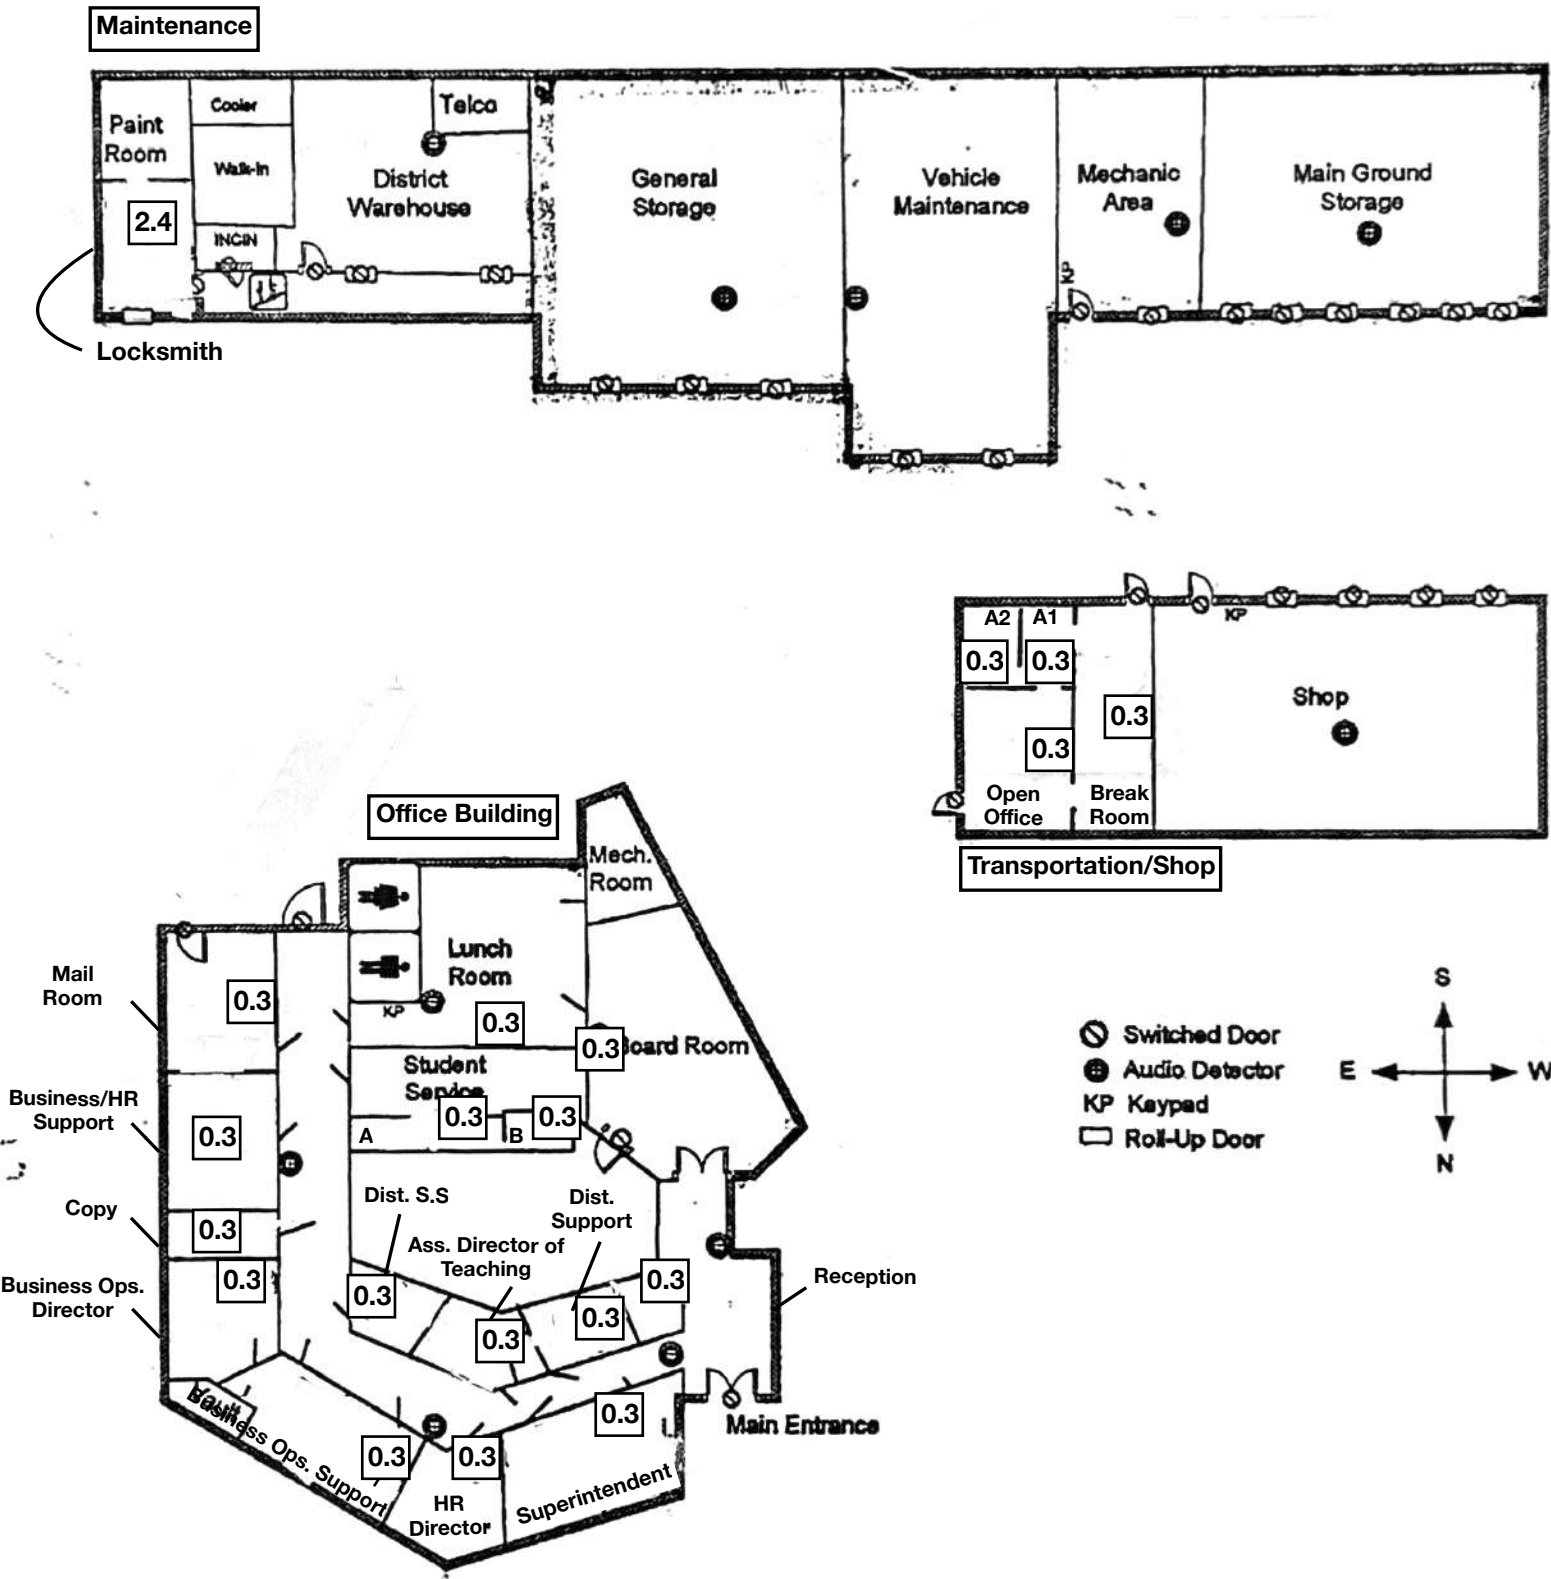 Maintenance
Paint
Room
Cooler
Walk-in
INCIN
Telco
District
Warehouse
General
Storage
Vehicle
Maintenance
Mechanic
Area
Main Ground
Storage
2.4
KP
Locksmith
A2
A1
KP
0.3
0.3
0.3
0.3
Shop
Open
Office
Break
Room
Transportation/Shop
Office Building
Mech.
Room
Lunch
Room
KP
Mail
Room
0.3
0.3
0.3
Board Room
Student
Service
0.3
0.3
A
B
Business/HR
Support
0.3
Copy
0.3
Dist. S.S
Dist.
Support
Ass. Director of
Teaching
Business Ops.
Director
0.3
0.3
0.3
0.3
0.3
Reception
Vault
Business Ops. Support
0.3
0.3
0.3
HR
Director
Superintendent
Main Entrance
Switched Door
Audio Detector
KP Keypad
Roll-Up Door
S
E
W
N